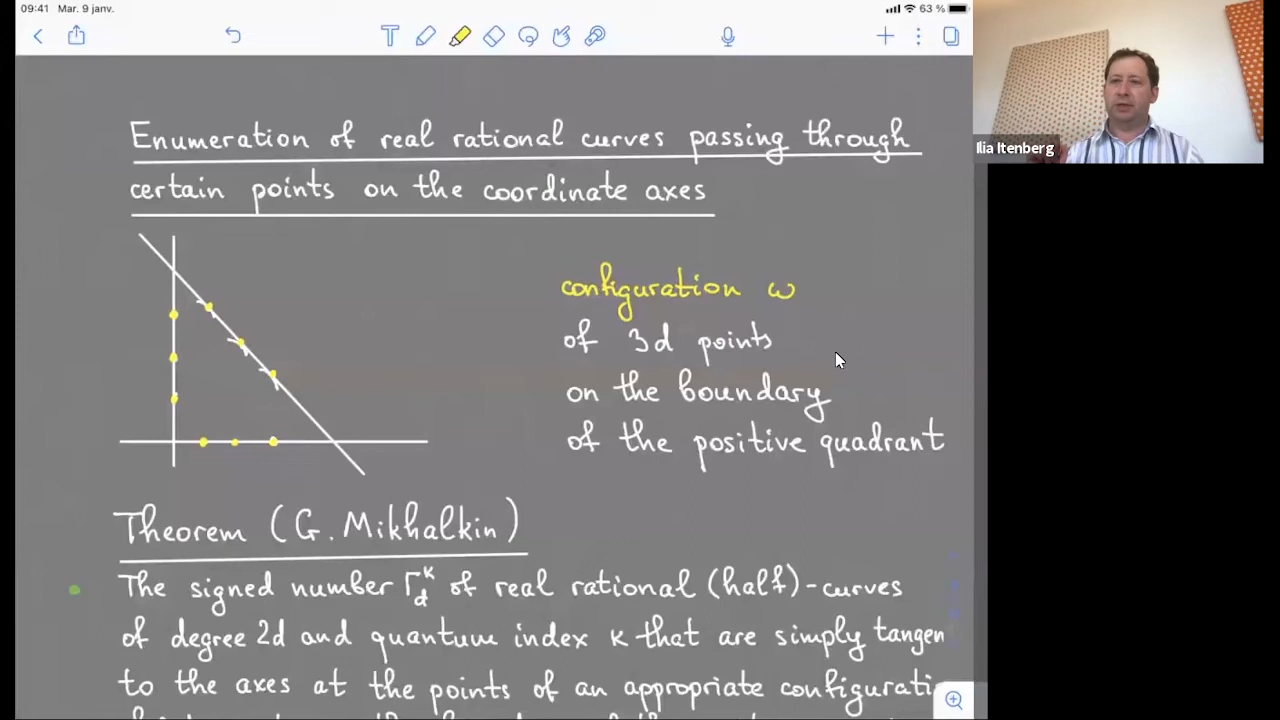 09:41 Mar. 9 janv.
63 %
Ilia Itenberg
Enumeration of real rational curves passing through
certain points on the coordinate axes
configuration ω
of 3d points
on the boundary
of the positive quadrant
Theorem (G. Mikhalkin)
The signed number Γ_d^k of real rational (half)-curves
of degree 2d and quantum index k that are simply tangen
to the axes at the points of an appropriate configurati